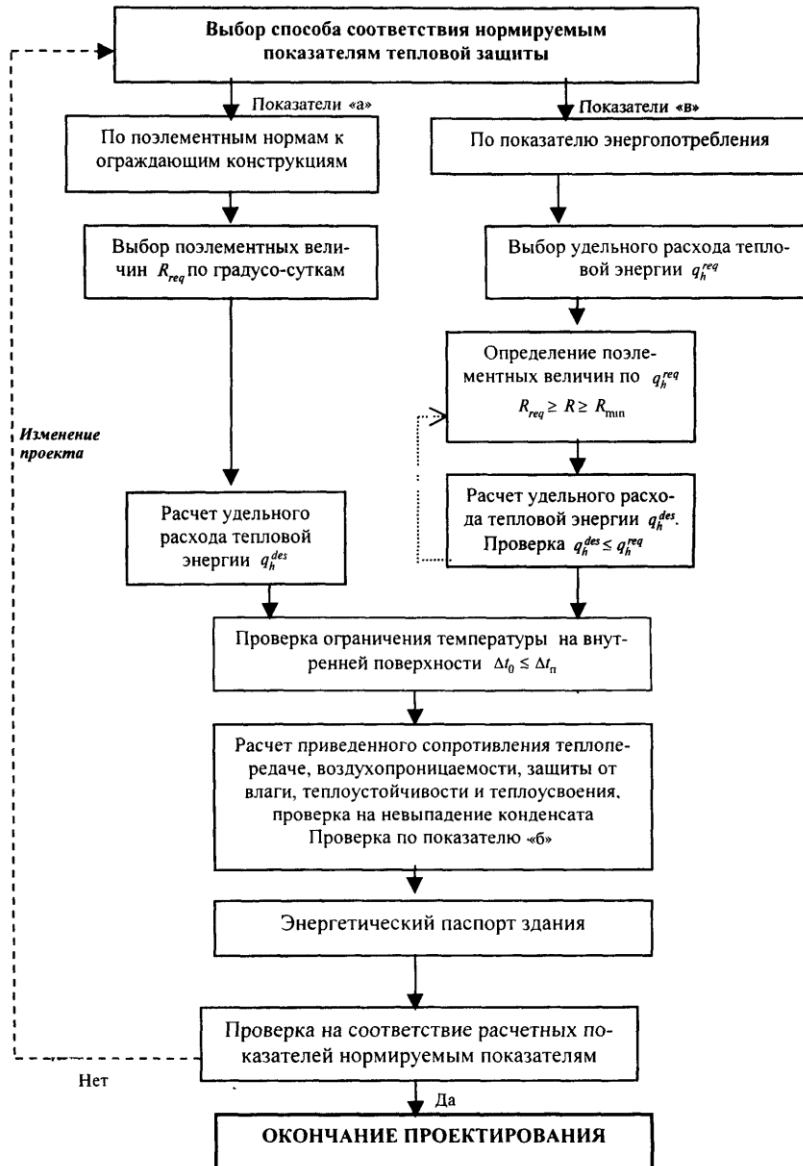 Выбор способа соответствия нормируемым
показателям тепловой защиты
Показатели «а»
Показатели «в»
По поэлементным нормам к
ограждающим конструкциям
По показателю энергопотребления
Выбор поэлементных вели-
чин R_req по градусо-суткам
Выбор удельного расхода тепло-
вой энергии q_h^req
Определение поэле-
ментных величин по q_h^req
R_req ≥ R ≥ R_min
Изменение
проекта
Расчет удельного
расхода тепловой
энергии q_h^des
Расчет удельного расхо-
да тепловой энергии q_h^des.
Проверка q_h^des ≤ q_h^req
Проверка ограничения температуры на внут-
ренней поверхности Δt_0 ≤ Δt_п
Расчет приведенного сопротивления теплопе-
редаче, воздухопроницаемости, защиты от
влаги, теплоустойчивости и теплоусвоения,
проверка на невыпадение конденсата
Проверка по показателю «б»
Энергетический паспорт здания
Проверка на соответствие расчетных по-
казателей нормируемым показателям
Нет
Да
ОКОНЧАНИЕ ПРОЕКТИРОВАНИЯ